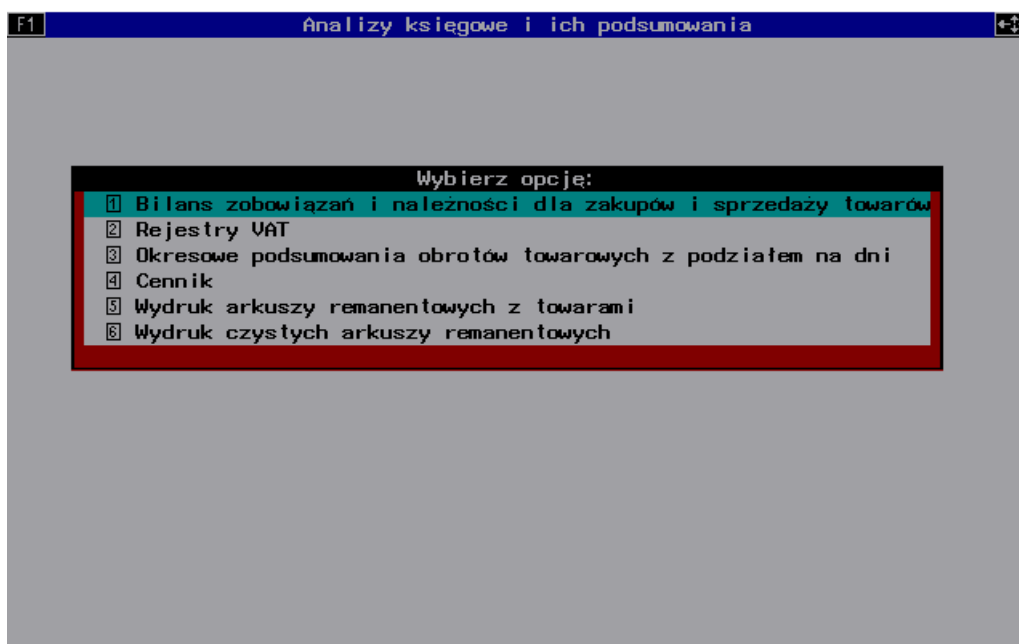 F1 Analizy księgowe i ich podsumowania
Wybierz opcję:
1 Bilans zobowiązań i należności dla zakupów i sprzedaży towarów
2 Rejestry VAT
3 Okresowe podsumowania obrotów towarowych z podziałem na dni
4 Cennik
5 Wydruk arkuszy remanentowych z towarami
6 Wydruk czystych arkuszy remanentowych